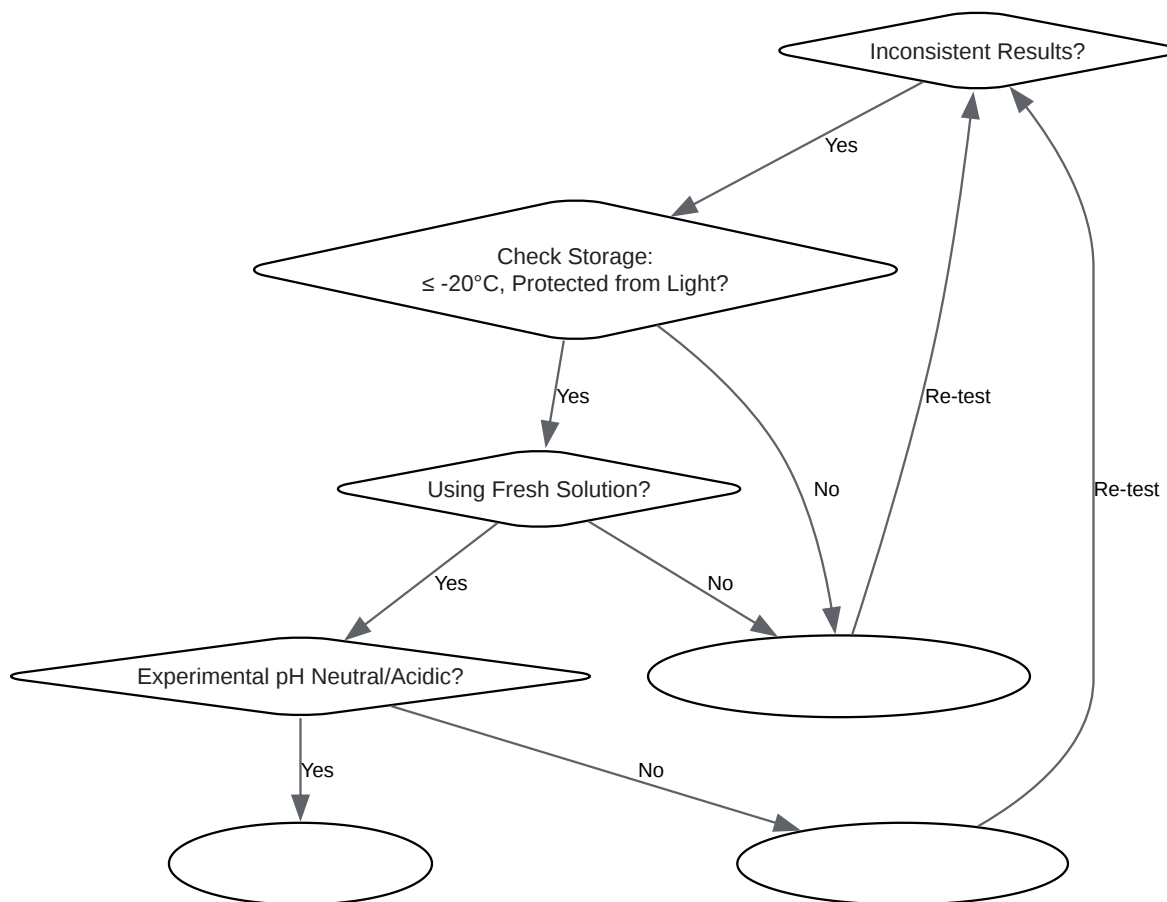 Inconsistent Results?
Yes
Check Storage:
≤ -20°C, Protected from Light?
Yes
Re-test
Using Fresh Solution?
No
Re-test
Yes
No
Experimental pH Neutral/Acidic?
Yes
No